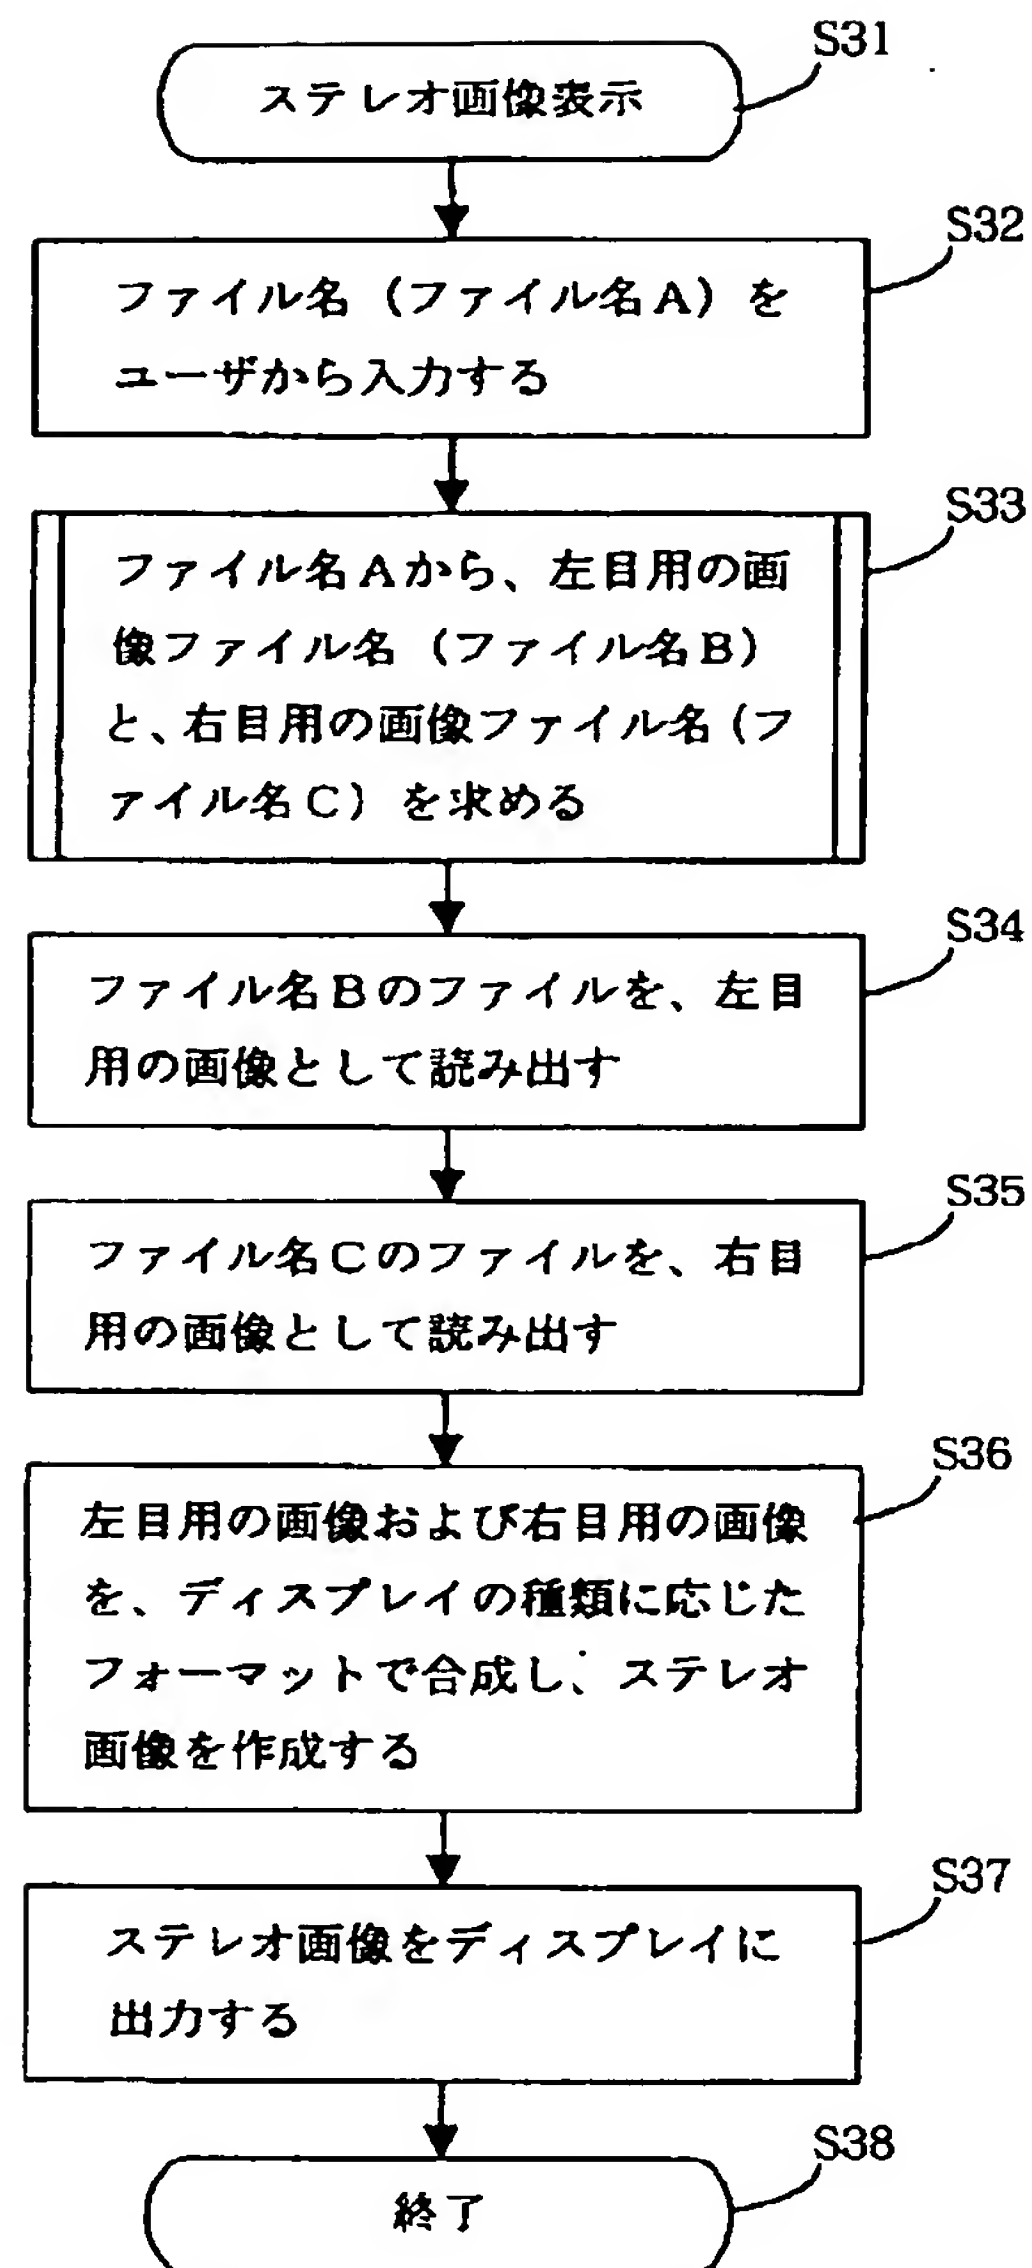 S31
ステレオ画像表示
S32
ファイル名（ファイル名A）を
ユーザから入力する
S33
ファイル名Aから、左目用の画
像ファイル名（ファイル名B）
と、右目用の画像ファイル名（フ
ァイル名C）を求める
S34
ファイル名Bのファイルを、左目
用の画像として読み出す
S35
ファイル名Cのファイルを、右目
用の画像として読み出す
S36
左目用の画像および右目用の画像
を、ディスプレイの種類に応じた
フォーマットで合成し、ステレオ
画像を作成する
S37
ステレオ画像をディスプレイに
出力する
S38
終了